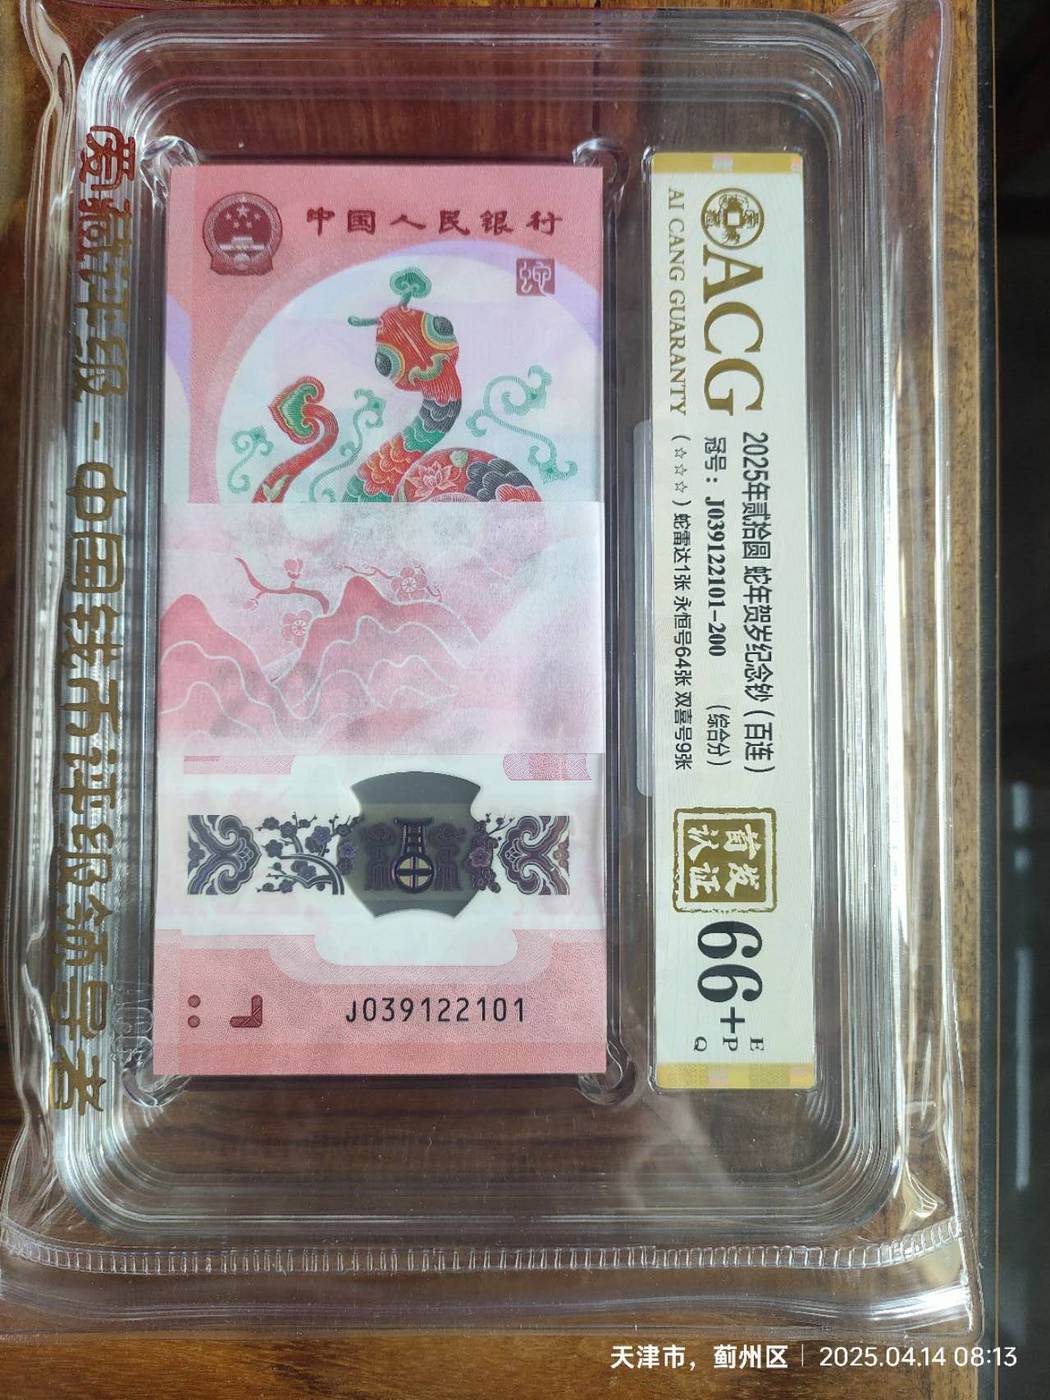 中国人民银行
蛇
J039122101
ACG
AI CANG GUARANTY
2025年贰拾圆 蛇年贺岁纪念钞（百连）
冠号：J039122101-200 （综合分）
（☆☆☆）蛇雷达1张 永恒号64张 双喜号9张
首发
认证
66+
E
P
Q
爱藏评级-中国钱币评级领导者
天津市，蓟州区 | 2025.04.14 08:13